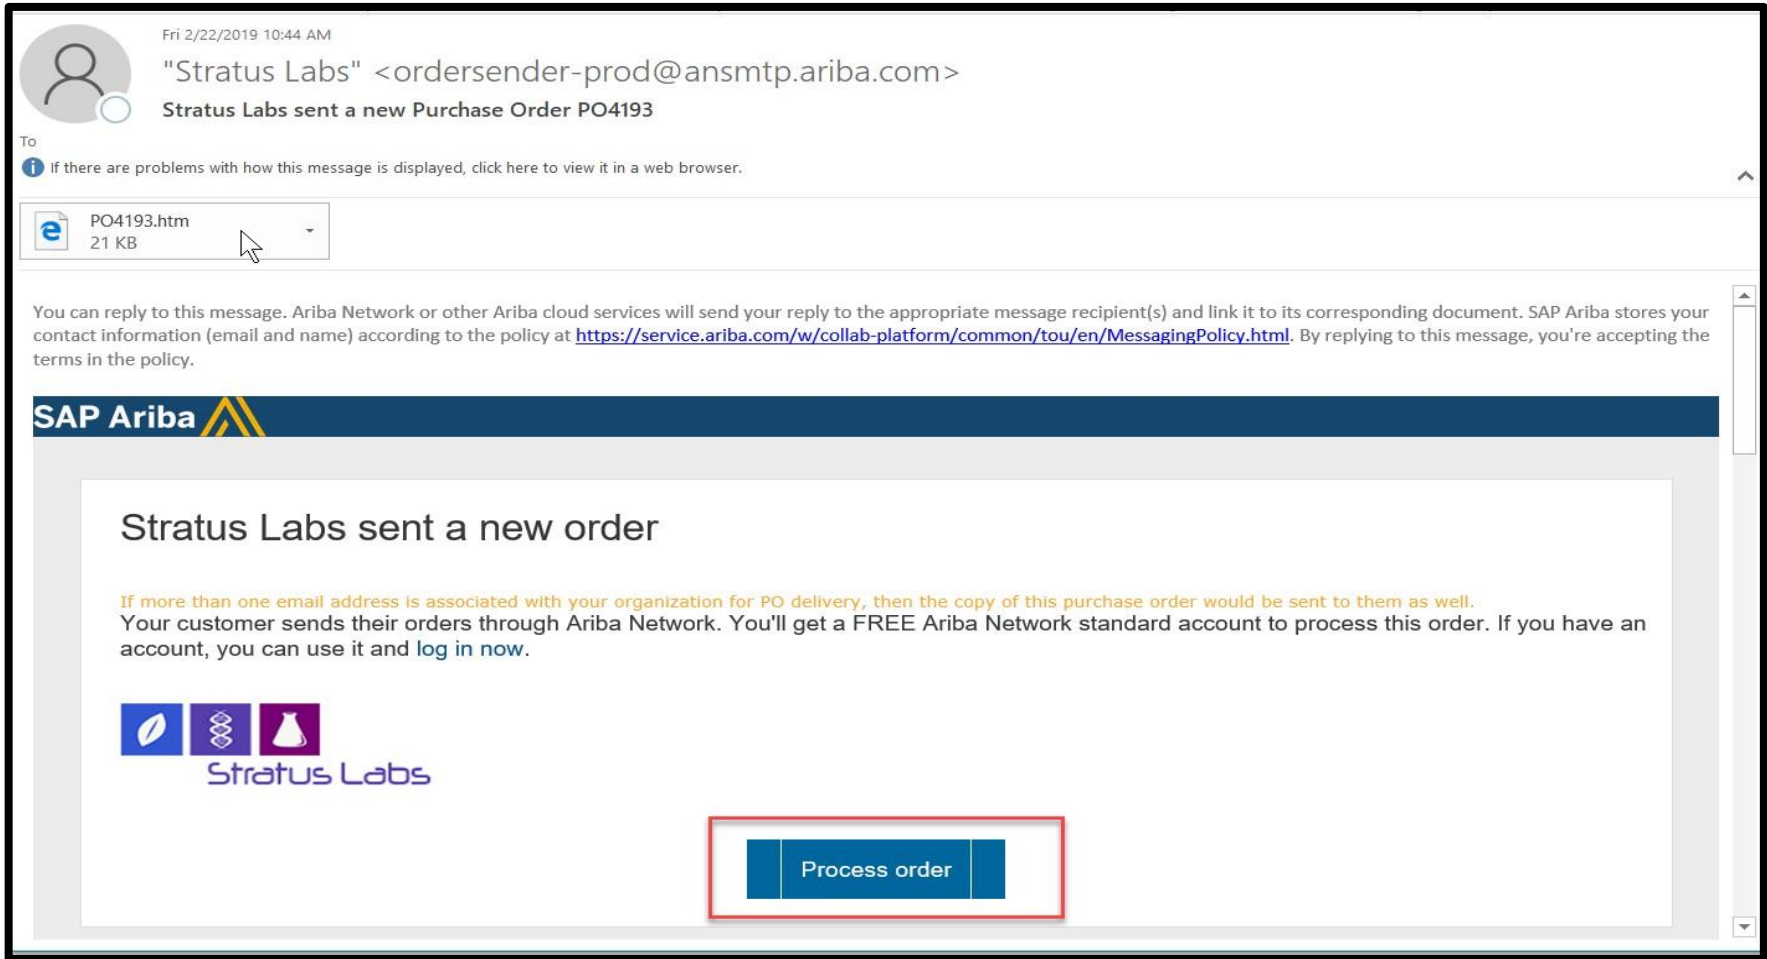 Fri 2/22/2019 10:44 AM
"Stratus Labs" <ordersender-prod@ansmtp.ariba.com>
Stratus Labs sent a new Purchase Order PO4193
To
If there are problems with how this message is displayed, click here to view it in a web browser.
PO4193.htm
21 KB
You can reply to this message. Ariba Network or other Ariba cloud services will send your reply to the appropriate message recipient(s) and link it to its corresponding document. SAP Ariba stores your
contact information (email and name) according to the policy at https://service.ariba.com/w/collab-platform/common/tou/en/MessagingPolicy.html. By replying to this message, you're accepting the
terms in the policy.
SAP Ariba
Stratus Labs sent a new order
If more than one email address is associated with your organization for PO delivery, then the copy of this purchase order would be sent to them as well.
Your customer sends their orders through Ariba Network. You'll get a FREE Ariba Network standard account to process this order. If you have an
account, you can use it and log in now.
Stratus Labs
Process order